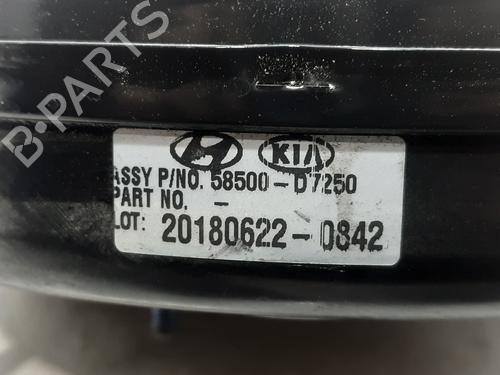 B-PARTS
KIA
ASSY P/NO. 58500-D7250
PART NO. -
LOT: 20180622-0842